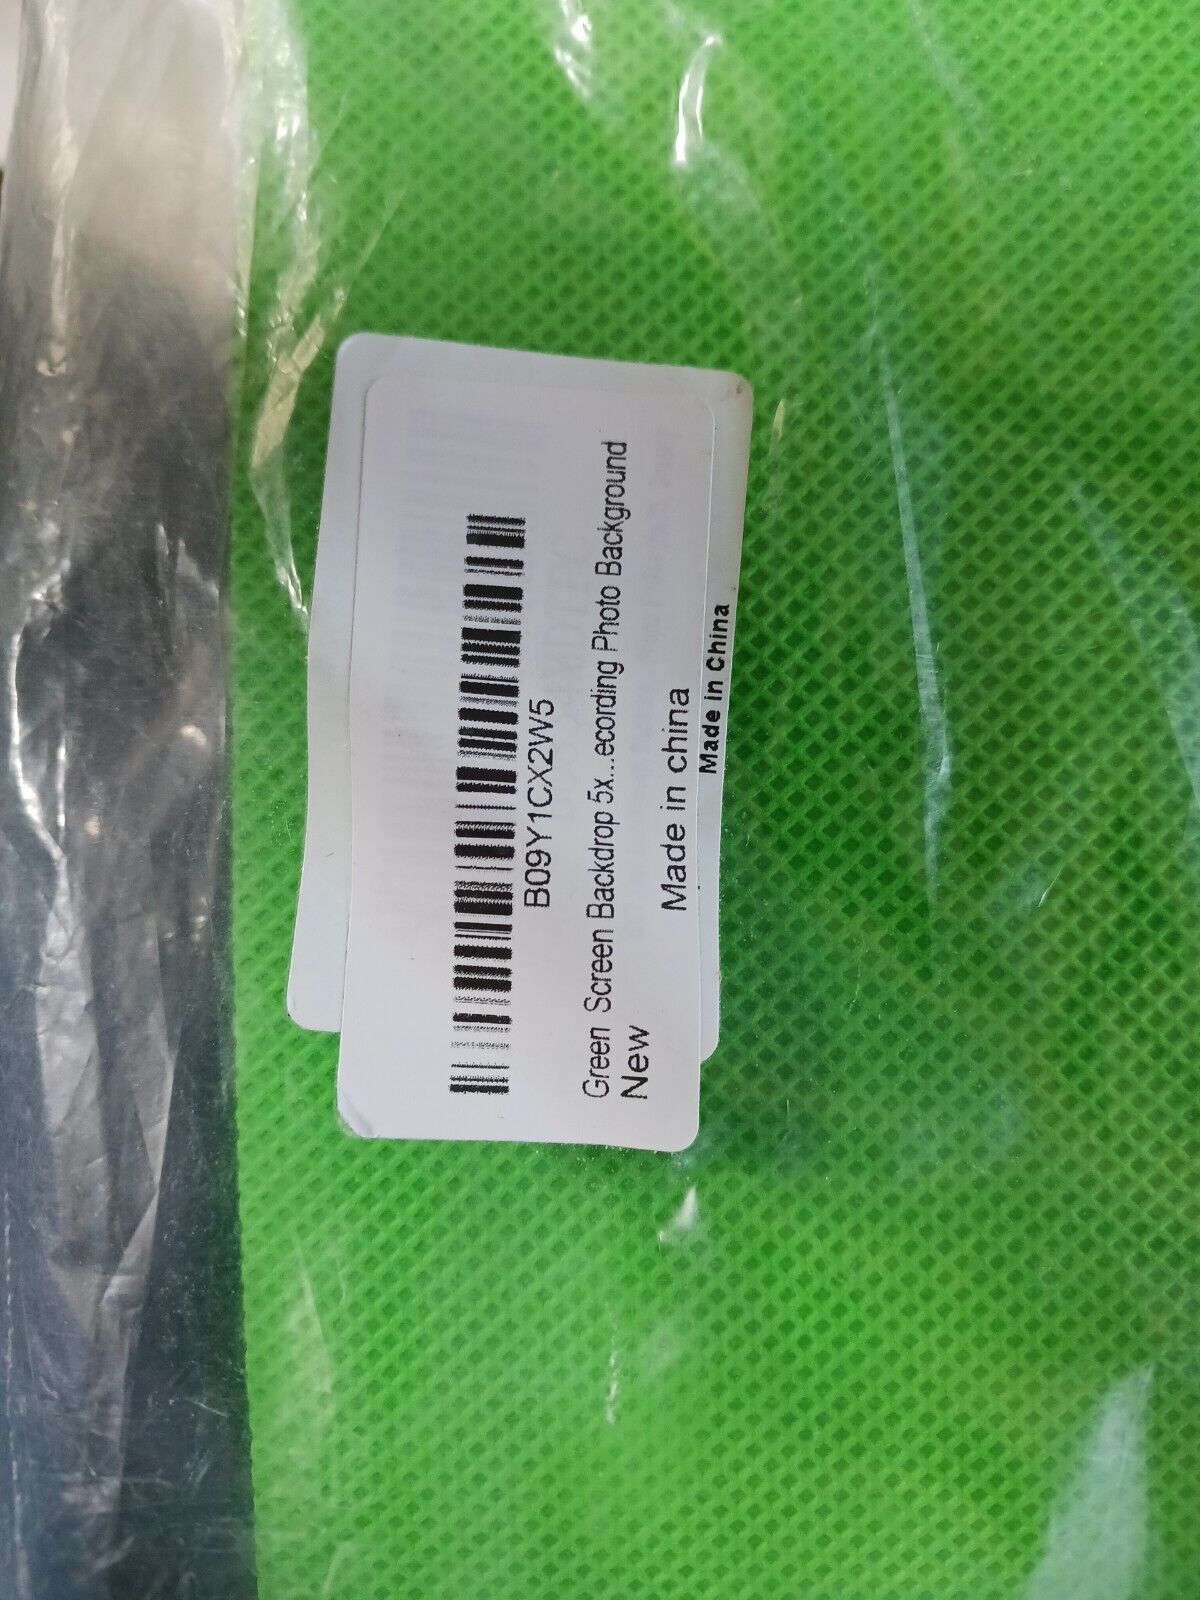 B09Y1CX2W5
Green Screen Backdrop 5x...ecording Photo Background
New
Made in china
Made in China